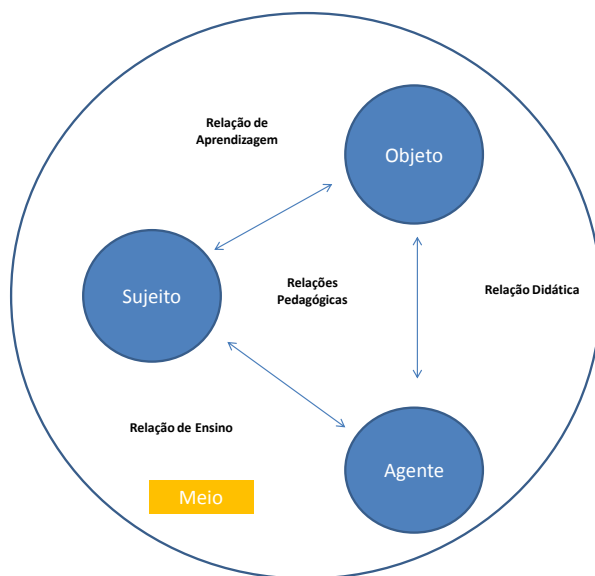 Relação de
Aprendizagem
Objeto
Sujeito
Relações
Pedagógicas
Relação Didática
Relação de Ensino
Agente
Meio